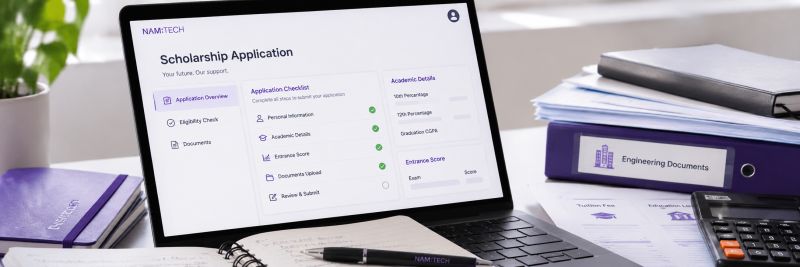 NAM:TECH
Scholarship Application
Your Future. Our support.
Application Overview
Eligibility Check
Documents
Application Checklist
Complete all steps to submit your application
Personal Information
Academic Details
Entrance Score
Documents Upload
Review & Submit
Academic Details
10th Percentage
12th Percentage
Graduation CGPA
Entrance Score
Exam
Score
Engineering Documents
Tuition Fee
Education
NAM:TECH